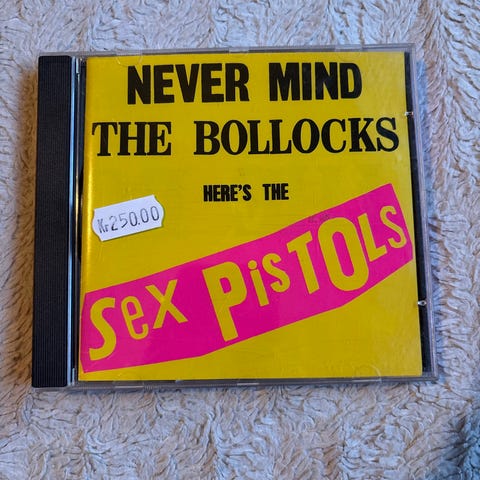 NEVER MIND
THE BOLLOCKS
HERE'S THE
Kr250.00
Sex PisTOls